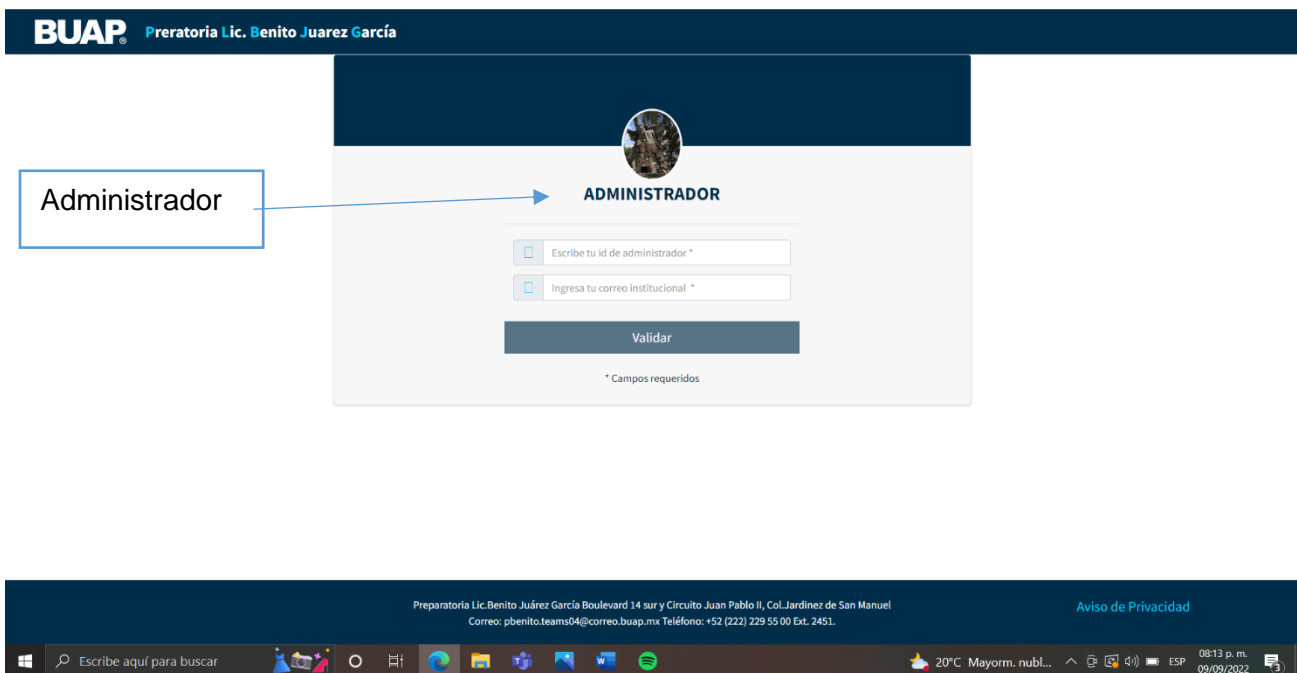 BUAP® Preratoria Lic. Benito Juarez García
Administrador
ADMINISTRADOR
Escribe tu id de administrador *
Ingresa tu correo institucional *
Validar
* Campos requeridos
Preparatoria Lic.Benito Juárez García Boulevard 14 sur y Circuito Juan Pablo II, Col.Jardinez de San Manuel
Correo: pbenito.teams04@correo.buap.mx Teléfono: +52 (222) 229 55 00 Ext. 2451.
Aviso de Privacidad
Escribe aquí para buscar
20°C Mayorm. nubl...
ESP
08:13 p. m.
09/09/2022
3